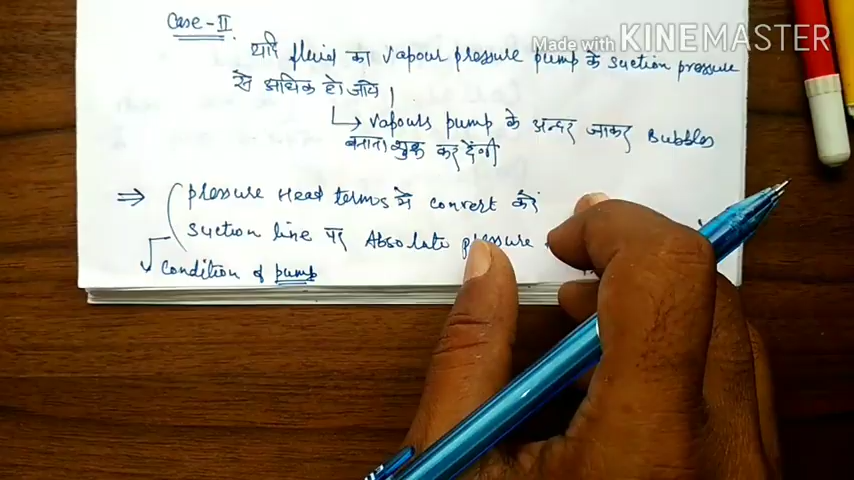 Case-II
Made with KINEMASTER
यदि fluid का vapour pressure pump के suction pressure
से अधिक हो जाये।
↳ vapours pump के अन्दर जाकर Bubbles
बनाना शुरू कर देंगी
⇒ pressure Head terms में convert करें
suction line पर Absolate pressure
condition of pump